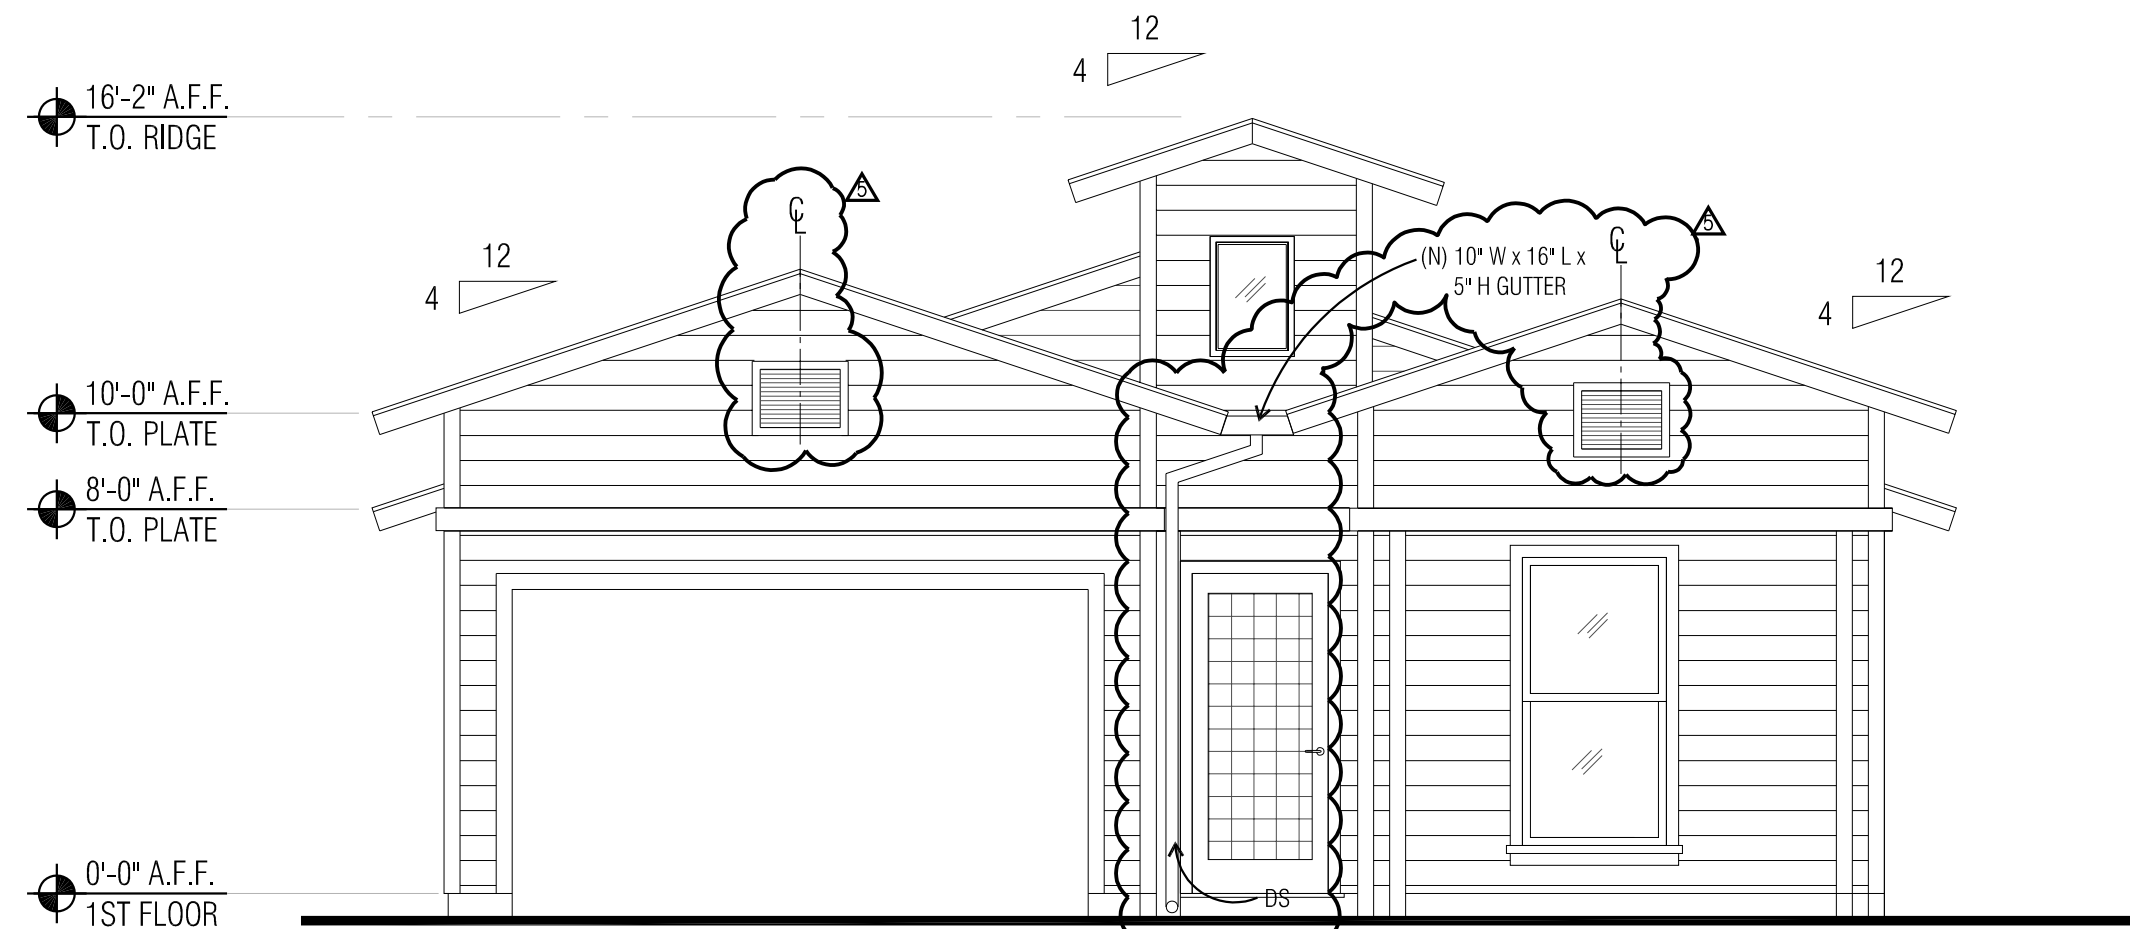 12
4
16'-2" A.F.F.
T.O. RIDGE
5
℄
5
℄
12
4
(N) 10" W x 16" L x
5" H GUTTER
12
4
10'-0" A.F.F.
T.O. PLATE
8'-0" A.F.F.
T.O. PLATE
0'-0" A.F.F.
1ST FLOOR
DS